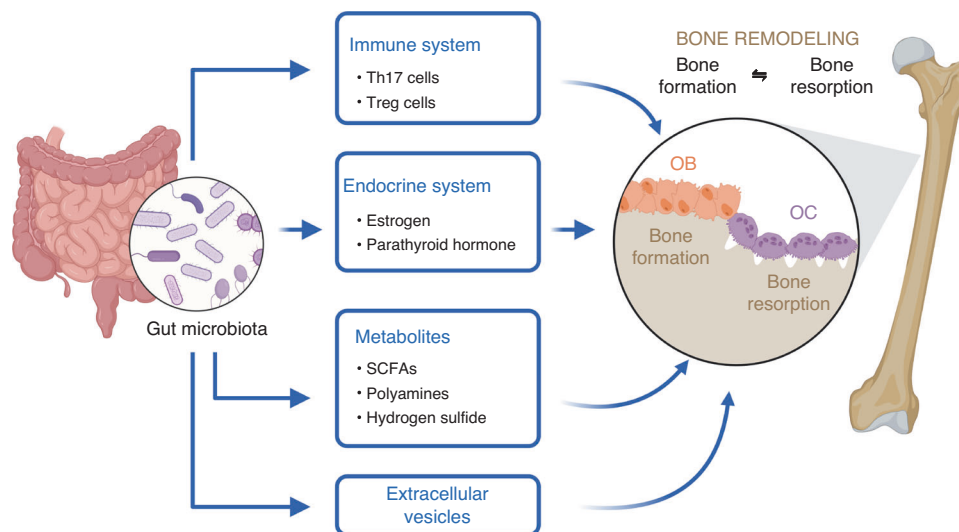 Immune system
• Th17 cells
• Treg cells
Endocrine system
• Estrogen
• Parathyroid hormone
Gut microbiota
Metabolites
• SCFAs
• Polyamines
• Hydrogen sulfide
Extracellular
vesicles
BONE REMODELING
Bone
formation
⇋
Bone
resorption
OB
OC
Bone
formation
Bone
resorption